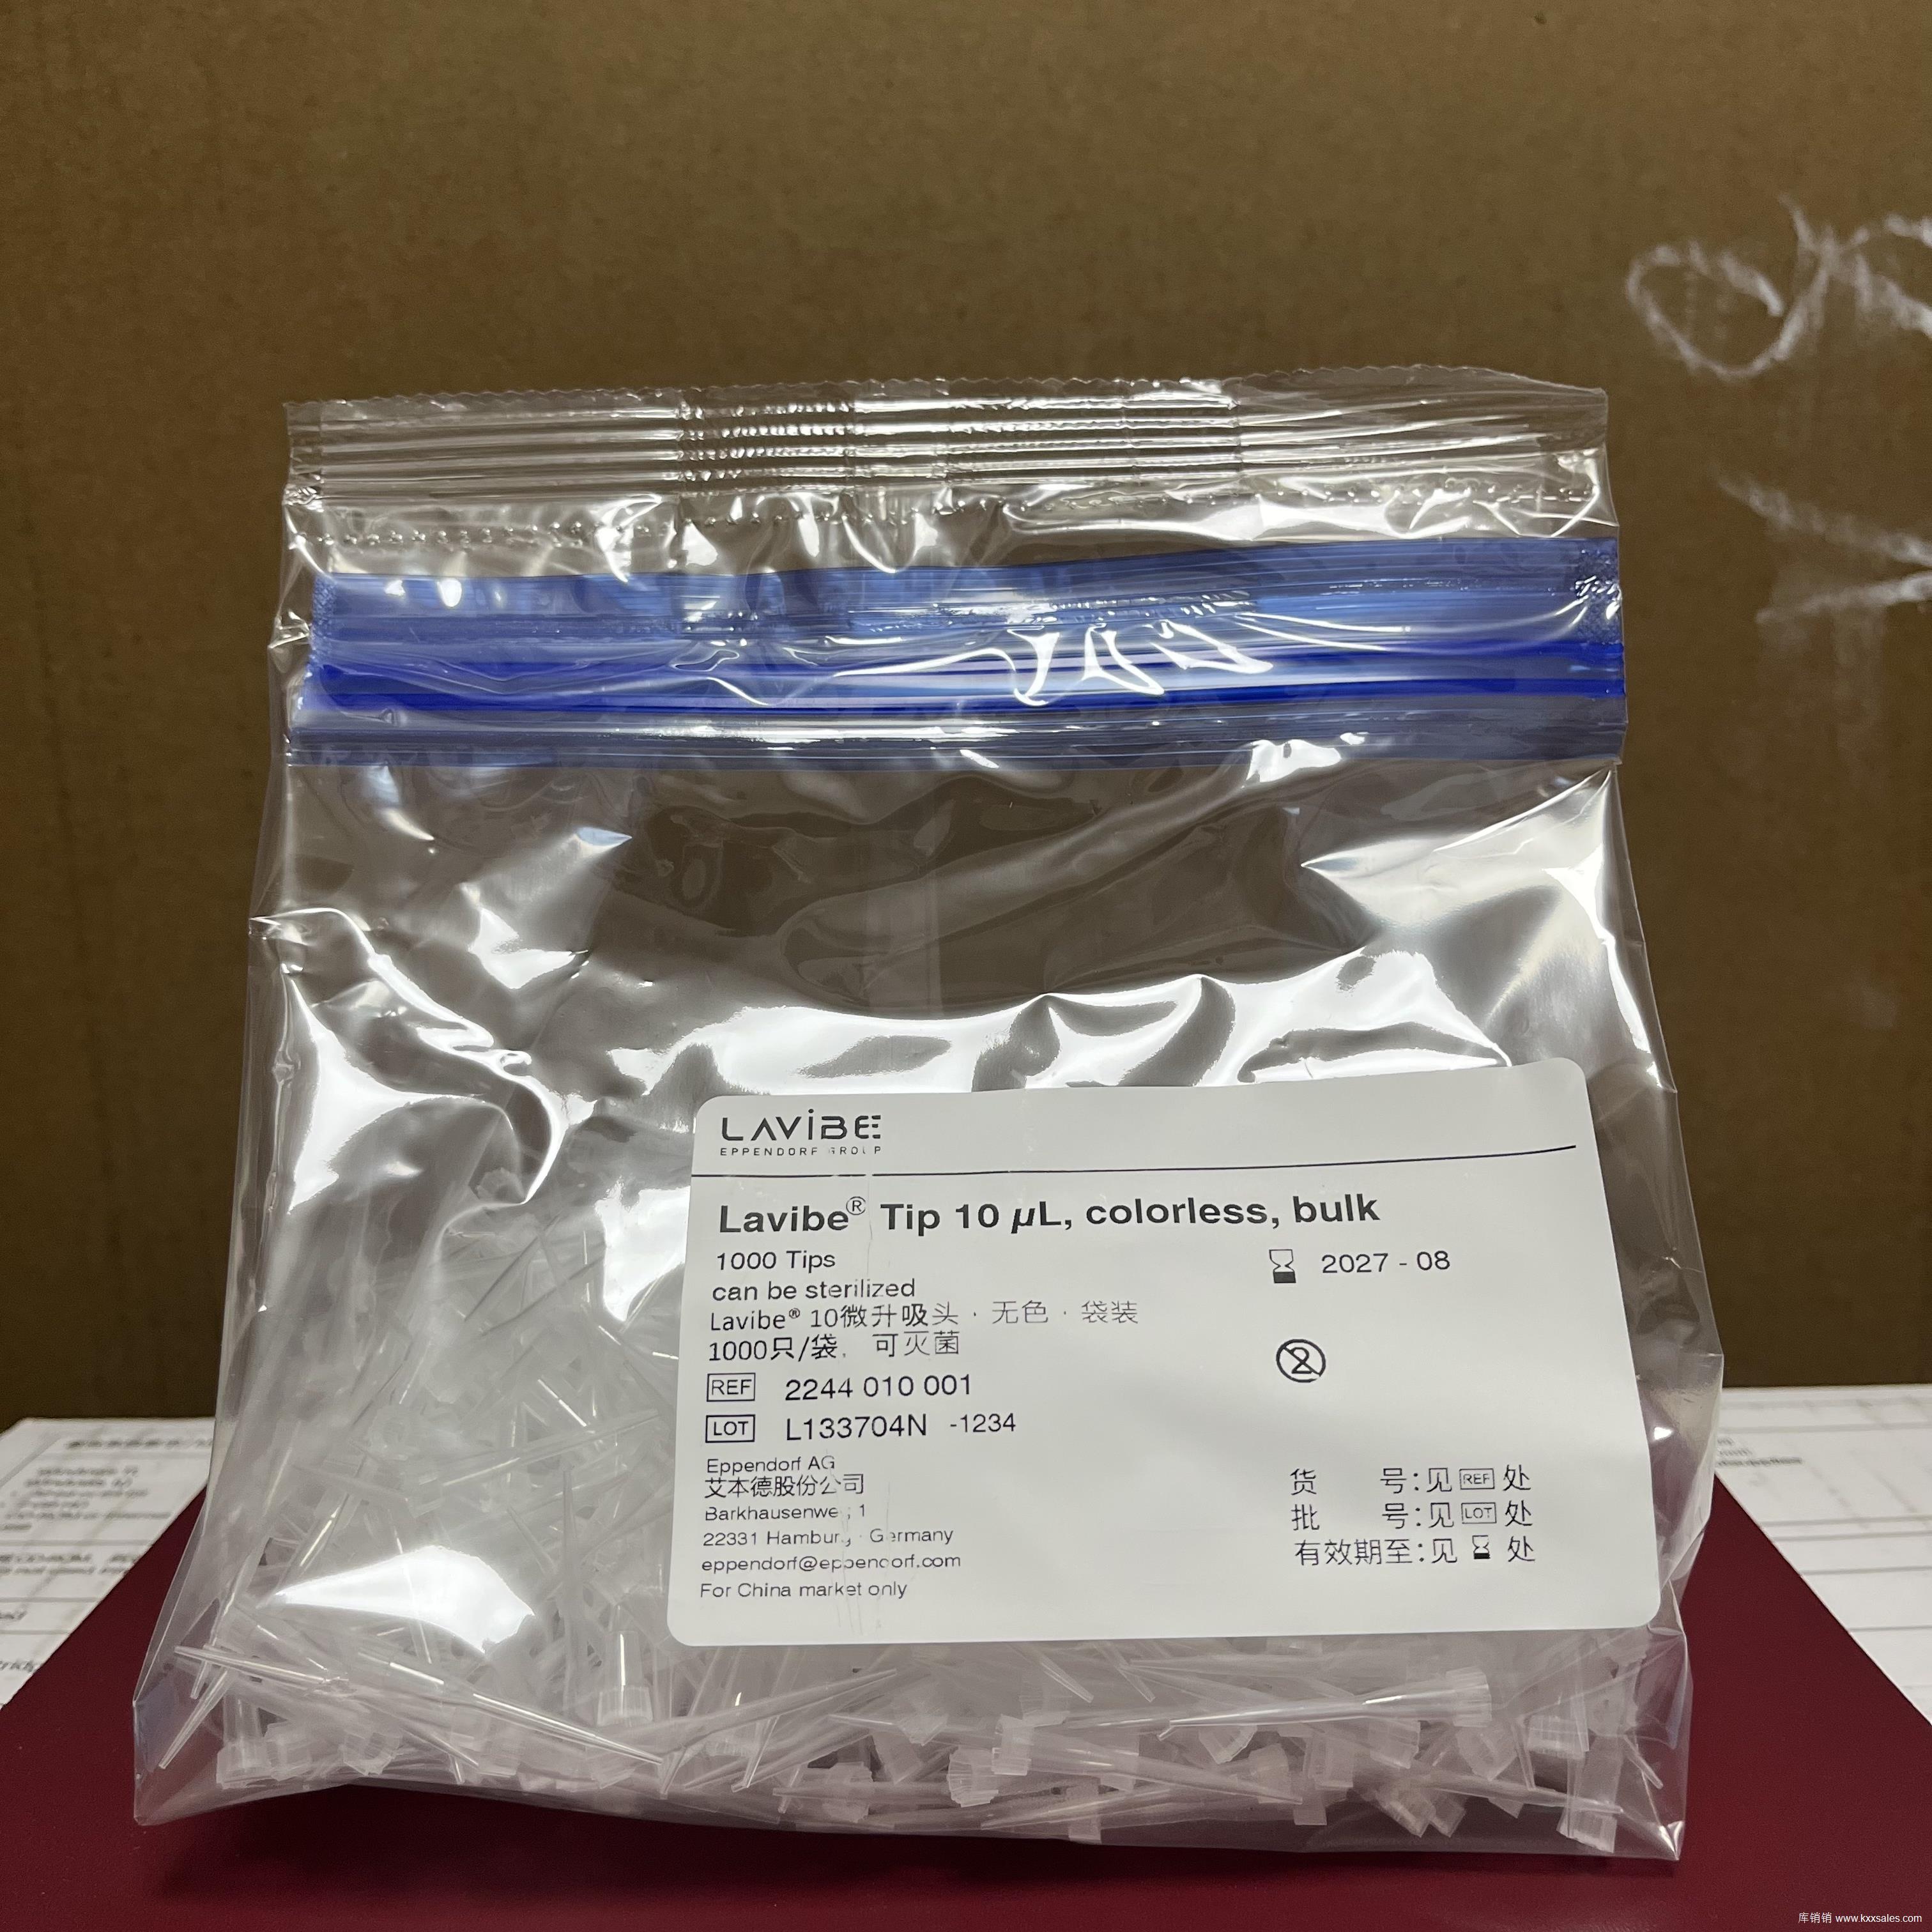 LAVIBE
EPPENDORF GROUP
Lavibe® Tip 10 µL, colorless, bulk
1000 Tips
2027 - 08
can be sterilized
Lavibe® 10微升吸头，无色，袋装
1000只/袋，可灭菌
REF 2244 010 001
LOT L133704N -1234
Eppendorf AG
艾本德股份公司
Barkhausenweg 1
22331 Hamburg · Germany
eppendorf@eppendorf.com
For China market only
货 号：见 REF 处
批 号：见 LOT 处
有效期至：见 处
库销销 www.kxxsales.com